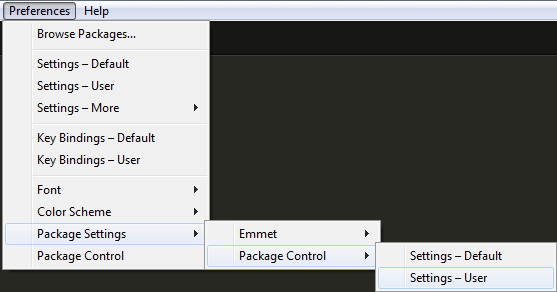 Preferences Help
Browse Packages...
Settings – Default
Settings – User
Settings – More
Key Bindings – Default
Key Bindings – User
Font
Color Scheme
Package Settings
Package Control
Emmet
Package Control
Settings – Default
Settings – User